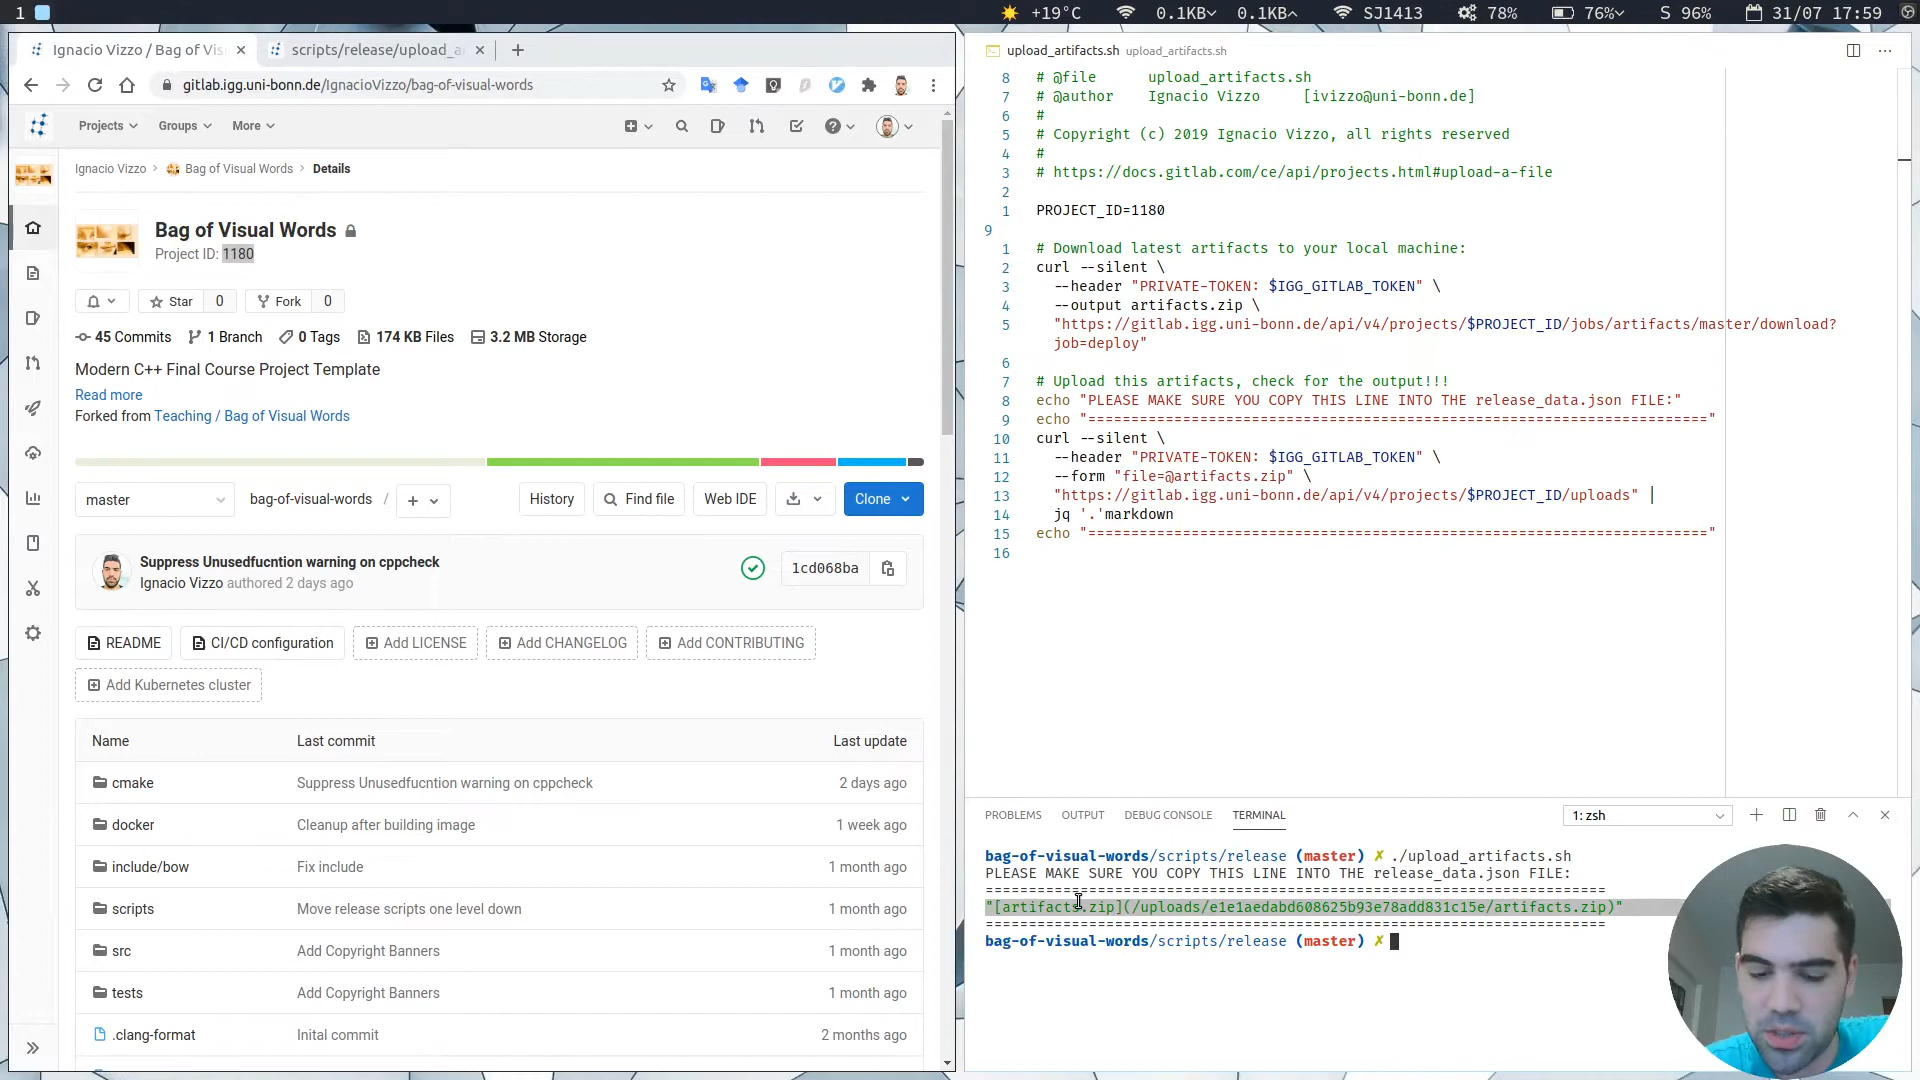 1
+19°C 0.1KB 0.1KB SJ1413 78% 76% S 96% 31/07 17:59
Ignacio Vizzo / Bag of Vis
scripts/release/upload_a
gitlab.igg.uni-bonn.de/IgnacioVizzo/bag-of-visual-words
Projects Groups More
Ignacio Vizzo > Bag of Visual Words > Details
Bag of Visual Words
Project ID: 1180
Star 0 Fork 0
45 Commits 1 Branch 0 Tags 174 KB Files 3.2 MB Storage
Modern C++ Final Course Project Template
Read more
Forked from Teaching / Bag of Visual Words
master bag-of-visual-words / + History Find file Web IDE Clone
Suppress Unusedfucntion warning on cppcheck
Ignacio Vizzo authored 2 days ago
1cd068ba
README CI/CD configuration Add LICENSE Add CHANGELOG Add CONTRIBUTING
Add Kubernetes cluster
Name Last commit Last update
cmake Suppress Unusedfucntion warning on cppcheck 2 days ago
docker Cleanup after building image 1 week ago
include/bow Fix include 1 month ago
scripts Move release scripts one level down 1 month ago
src Add Copyright Banners 1 month ago
tests Add Copyright Banners 1 month ago
.clang-format Inital commit 2 months ago
upload_artifacts.sh upload_artifacts.sh
8 # @file      upload_artifacts.sh
7 # @author    Ignacio Vizzo     [ivizzo@uni-bonn.de]
6 #
5 # Copyright (c) 2019 Ignacio Vizzo, all rights reserved
4 #
3 # https://docs.gitlab.com/ce/api/projects.html#upload-a-file
2
1 PROJECT_ID=1180
9
1 # Download latest artifacts to your local machine:
2 curl --silent \
3   --header "PRIVATE-TOKEN: $IGG_GITLAB_TOKEN" \
4   --output artifacts.zip \
5   "https://gitlab.igg.uni-bonn.de/api/v4/projects/$PROJECT_ID/jobs/artifacts/master/download?
job=deploy"
6
7 # Upload this artifacts, check for the output!!!
8 echo "PLEASE MAKE SURE YOU COPY THIS LINE INTO THE release_data.json FILE:"
9 echo "========================================================================"
10 curl --silent \
11   --header "PRIVATE-TOKEN: $IGG_GITLAB_TOKEN" \
12   --form "file=@artifacts.zip" \
13   "https://gitlab.igg.uni-bonn.de/api/v4/projects/$PROJECT_ID/uploads" |
14   jq '.'markdown
15 echo "========================================================================"
16
PROBLEMS OUTPUT DEBUG CONSOLE TERMINAL 1: zsh
bag-of-visual-words/scripts/release (master) ✗ ./upload_artifacts.sh
PLEASE MAKE SURE YOU COPY THIS LINE INTO THE release_data.json FILE:
========================================================================
"[artifacts.zip](/uploads/e1e1aedabd608625b93e78add831c15e/artifacts.zip)"
========================================================================
bag-of-visual-words/scripts/release (master) ✗